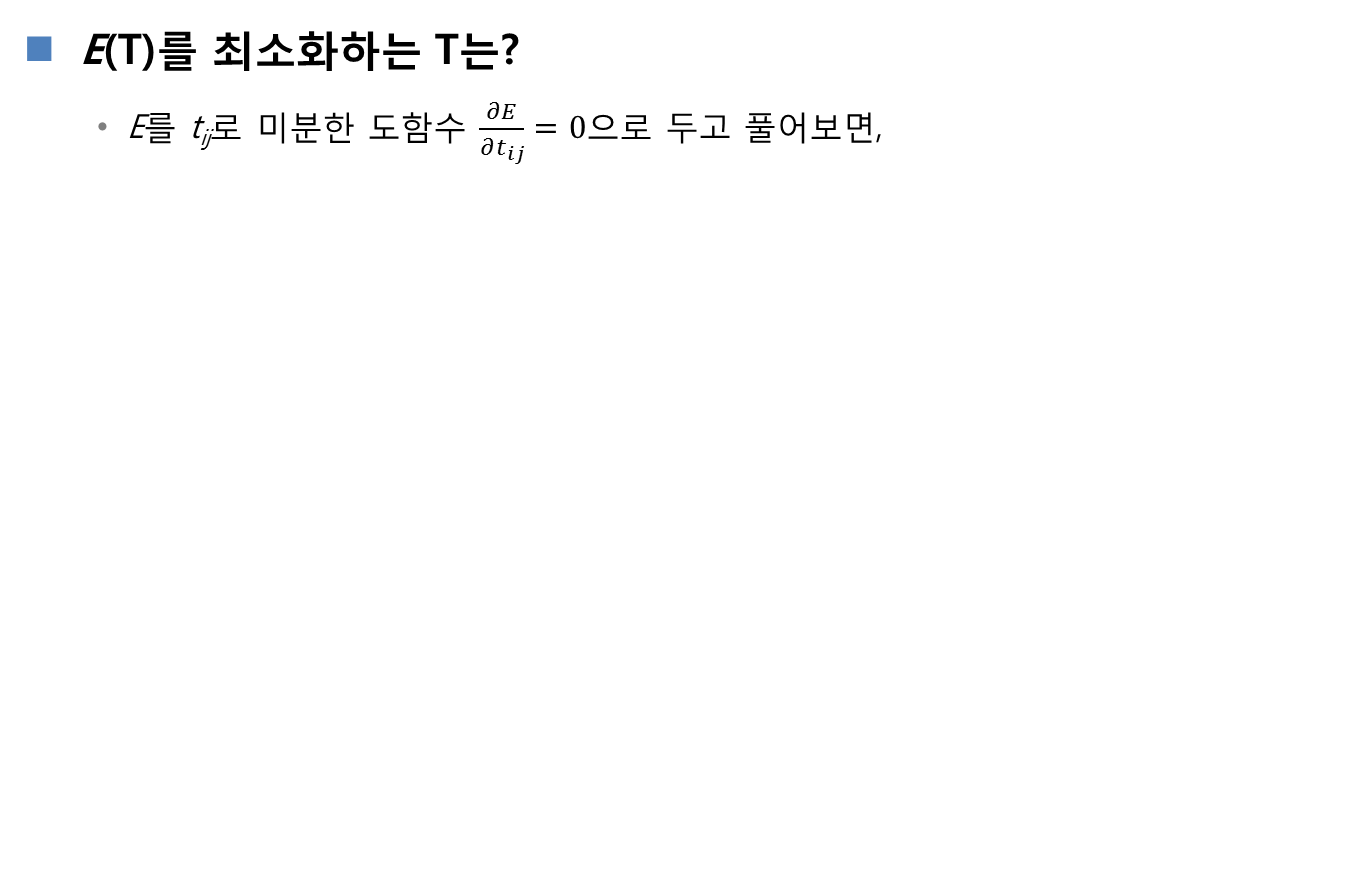 ■ E(T)를 최소화하는 T는?
• E를 tij로 미분한 도함수 ∂E/∂tij = 0으로 두고 풀어보면,